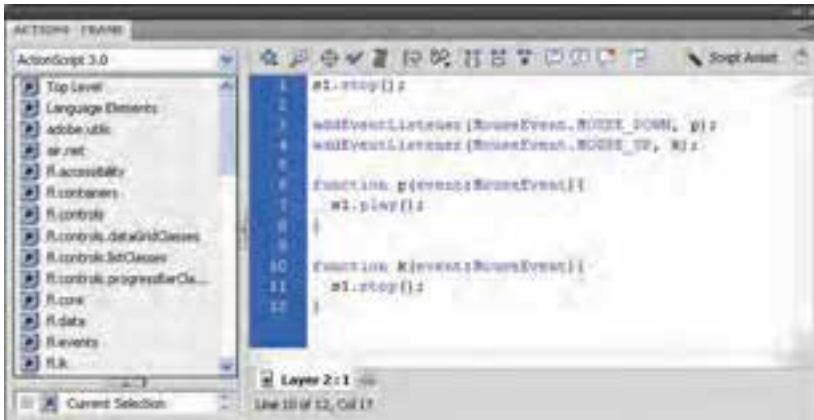 ACTIONS - FRAME
ActionScript 3.0
Top Level
Language Elements
adobe.utils
air.net
fl.accessibility
fl.containers
fl.controls
fl.controls.dataGridClasses
fl.controls.listClasses
fl.controls.progressBarCla...
fl.core
fl.data
fl.events
fl.ik
Current Selection
Script Assist
1 m1.stop();
2
3 addEventListener(MouseEvent.MOUSE_DOWN, p);
4 addEventListener(MouseEvent.MOUSE_UP, k);
5
6 function p(event:MouseEvent){
7 m1.play();
8 }
9
10 function k(event:MouseEvent){
11 m1.stop();
12 }
Layer 2:1
Line 10 of 12, Col 17